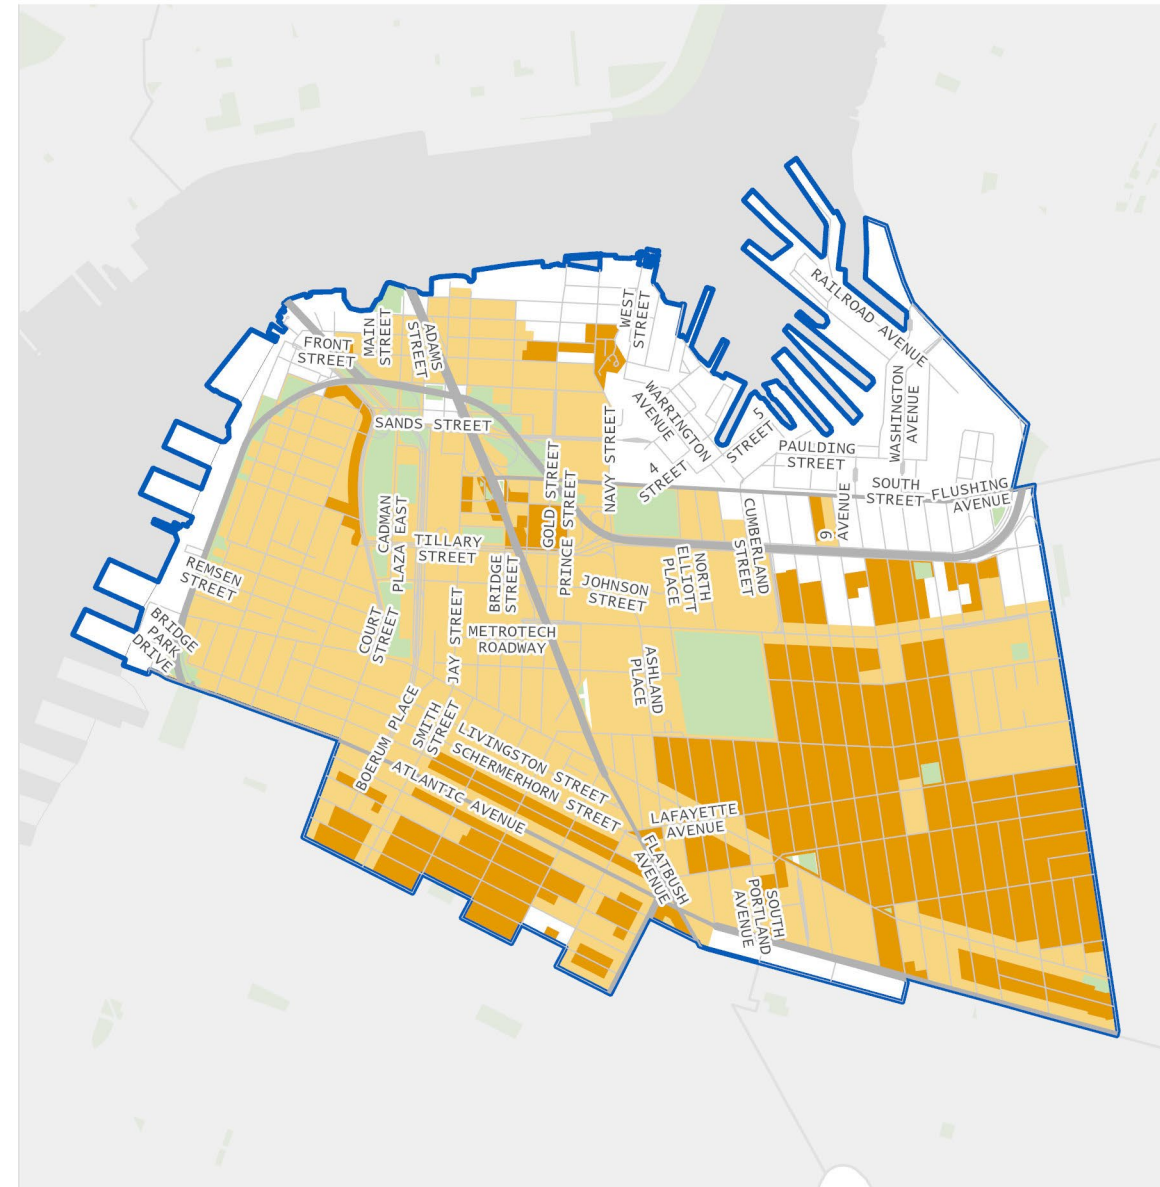 RAILROAD AVENUE
WEST
STREET
MAIN
STREET
ADAMS
STREET
FRONT
STREET
WARRINGTON
AVENUE
WASHINGTON
AVENUE
SANDS STREET
5
STREET
PAULDING
STREET
NAVY STREET
4
STREET
SOUTH
STREET
FLUSHING
AVENUE
GOLD STREET
PRINCE STREET
CADMAN
PLAZA EAST
6
AVENUE
CUMBERLAND
STREET
TILLARY
STREET
BRIDGE
STREET
NORTH
ELLIOTT
PLACE
REMSEN
STREET
JOHNSON
STREET
COURT
STREET
BRIDGE
PARK
DRIVE
JAY STREET
METROTECH
ROADWAY
ASHLAND
PLACE
BOERUM PLACE
SMITH
STREET
LIVINGSTON STREET
SCHERMERHORN STREET
ATLANTIC AVENUE
LAFAYETTE
AVENUE
FLATBUSH
AVENUE
SOUTH
PORTLAND
AVENUE